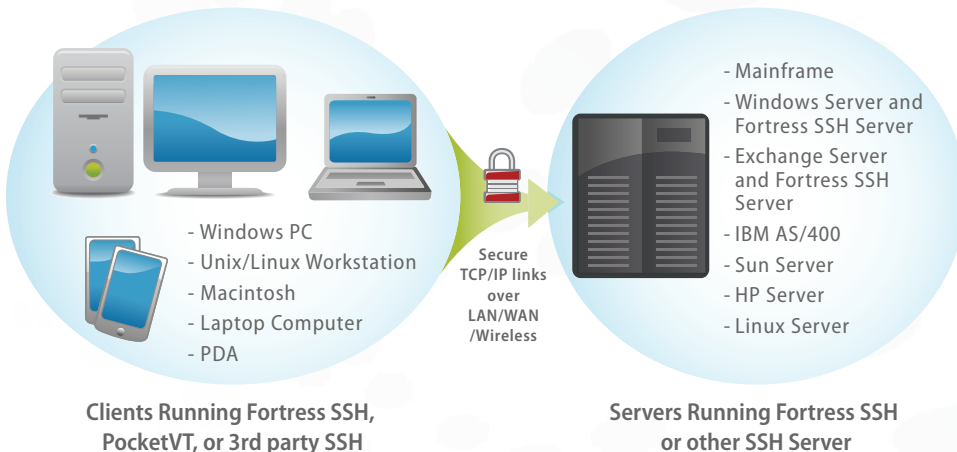 - Windows PC
- Unix/Linux Workstation
- Macintosh
- Laptop Computer
- PDA
Clients Running Fortress SSH,
PocketVT, or 3rd party SSH
Secure
TCP/IP links
over
LAN/WAN
/Wireless
- Mainframe
- Windows Server and
Fortress SSH Server
- Exchange Server
and Fortress SSH
Server
- IBM AS/400
- Sun Server
- HP Server
- Linux Server
Servers Running Fortress SSH
or other SSH Server